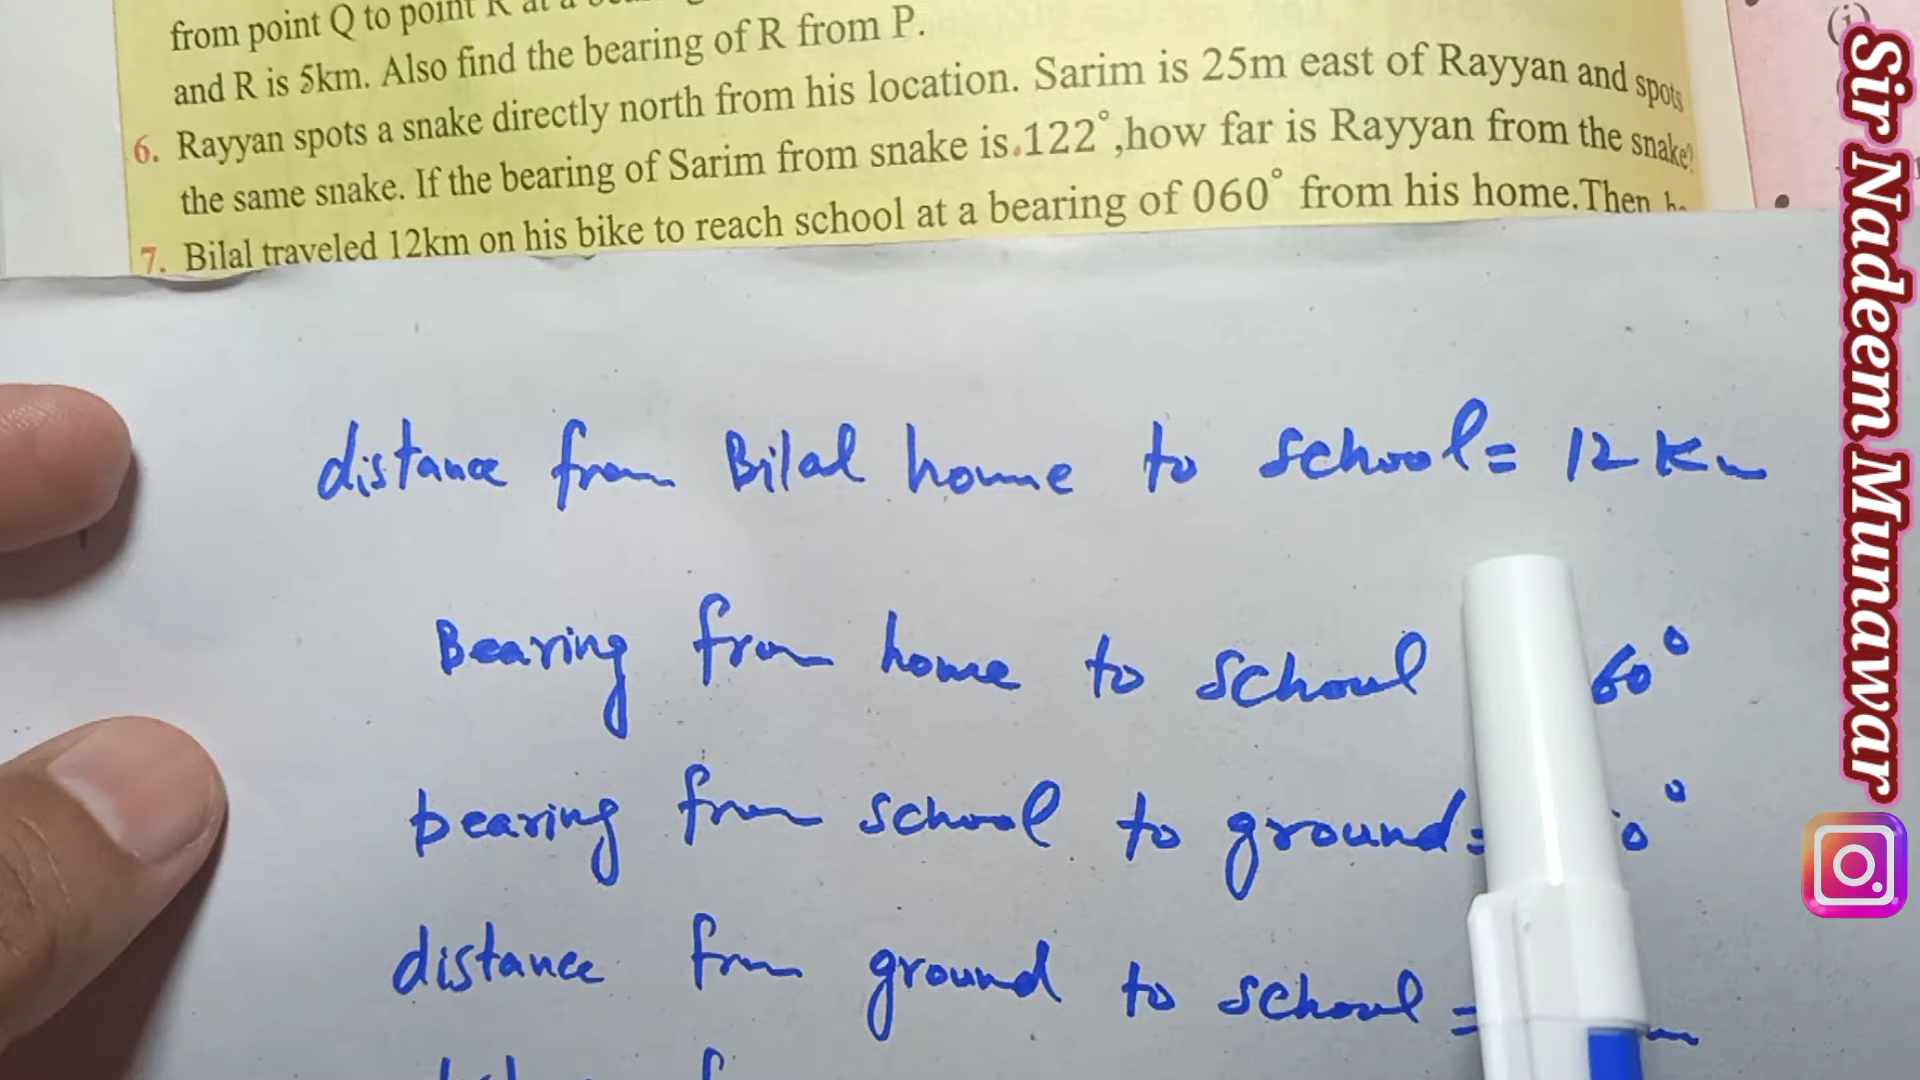 from point Q to point R at a
and R is 5km. Also find the bearing of R from P.
6. Rayyan spots a snake directly north from his location. Sarim is 25m east of Rayyan and spots
the same snake. If the bearing of Sarim from snake is 122°, how far is Rayyan from the snake?
7. Bilal traveled 12km on his bike to reach school at a bearing of 060° from his home. Then
distance from Bilal home to school = 12 Km
Bearing from home to school 60°
bearing from school to ground =
distance from ground to school =
(i)
Sir Nadeem Munawar